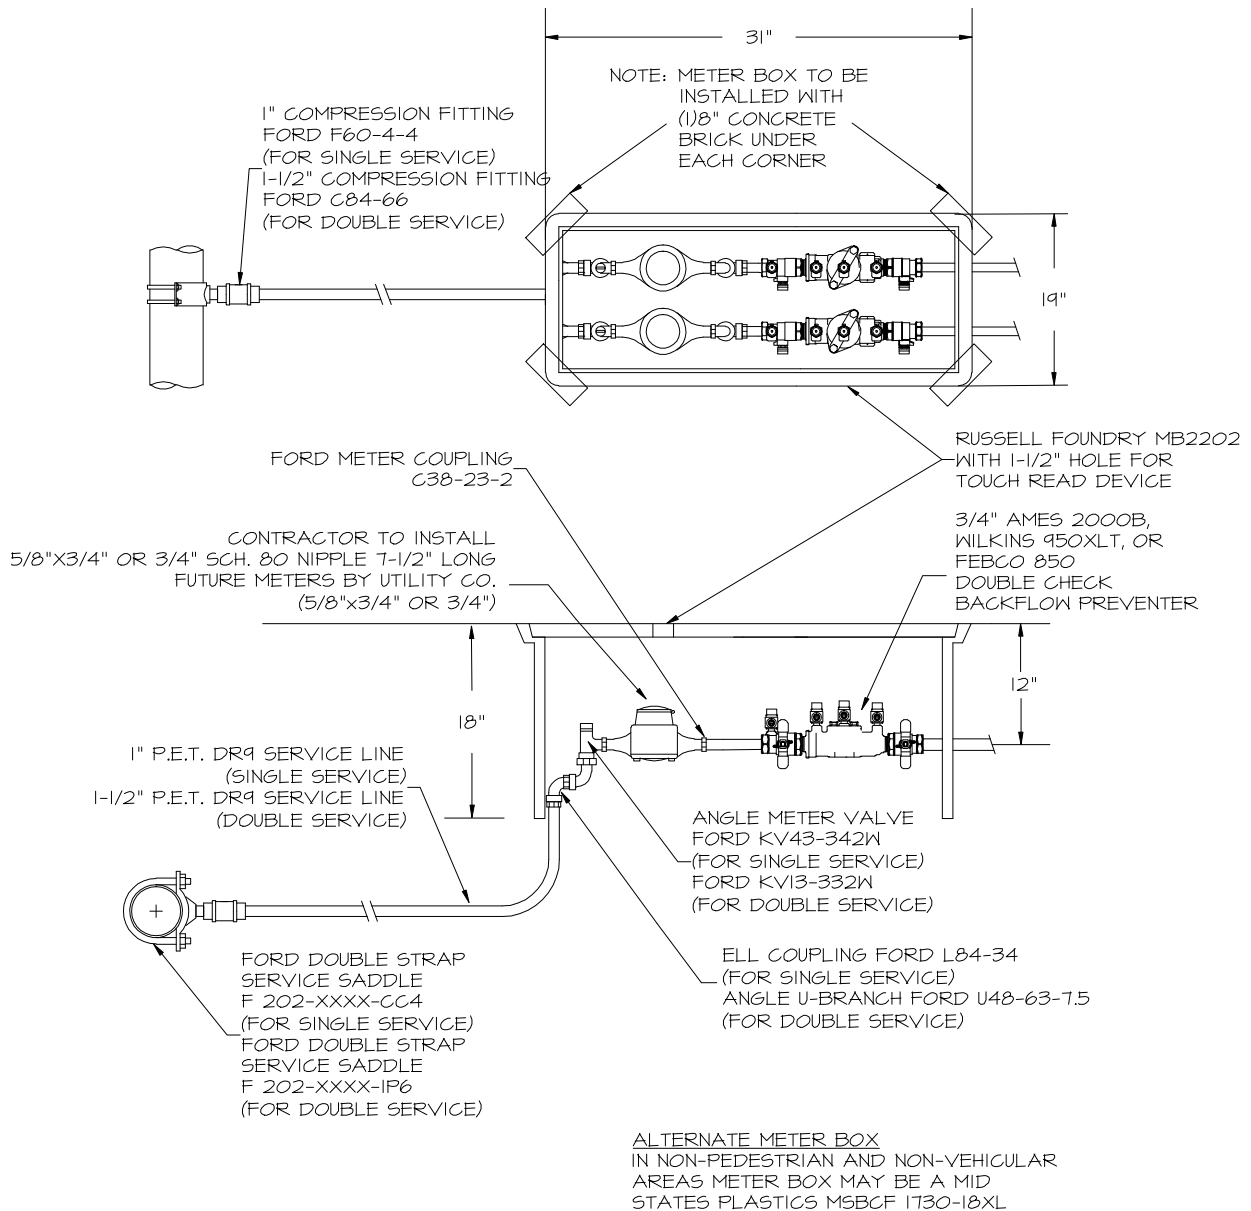 31"
NOTE: METER BOX TO BE
INSTALLED WITH
(1)8" CONCRETE
BRICK UNDER
EACH CORNER
1" COMPRESSION FITTING
FORD F60-4-4
(FOR SINGLE SERVICE)
1-1/2" COMPRESSION FITTING
FORD C84-66
(FOR DOUBLE SERVICE)
19"
RUSSELL FOUNDRY MB2202
WITH 1-1/2" HOLE FOR
TOUCH READ DEVICE
FORD METER COUPLING
C38-23-2
3/4" AMES 2000B,
WILKINS 950XLT, OR
FEBCO 850
DOUBLE CHECK
BACKFLOW PREVENTER
CONTRACTOR TO INSTALL
5/8"X3/4" OR 3/4" SCH. 80 NIPPLE 7-1/2" LONG
FUTURE METERS BY UTILITY CO.
(5/8"x3/4" OR 3/4")
12"
18"
1" P.E.T. DR9 SERVICE LINE
(SINGLE SERVICE)
1-1/2" P.E.T. DR9 SERVICE LINE
(DOUBLE SERVICE)
ANGLE METER VALVE
FORD KV43-342W
(FOR SINGLE SERVICE)
FORD KV13-332W
(FOR DOUBLE SERVICE)
FORD DOUBLE STRAP
SERVICE SADDLE
F 202-XXXX-CC4
(FOR SINGLE SERVICE)
FORD DOUBLE STRAP
SERVICE SADDLE
F 202-XXXX-IP6
(FOR DOUBLE SERVICE)
ELL COUPLING FORD L84-34
(FOR SINGLE SERVICE)
ANGLE U-BRANCH FORD U48-63-7.5
(FOR DOUBLE SERVICE)
ALTERNATE METER BOX
IN NON-PEDESTRIAN AND NON-VEHICULAR
AREAS METER BOX MAY BE A MID
STATES PLASTICS MSBCF 1730-18XL